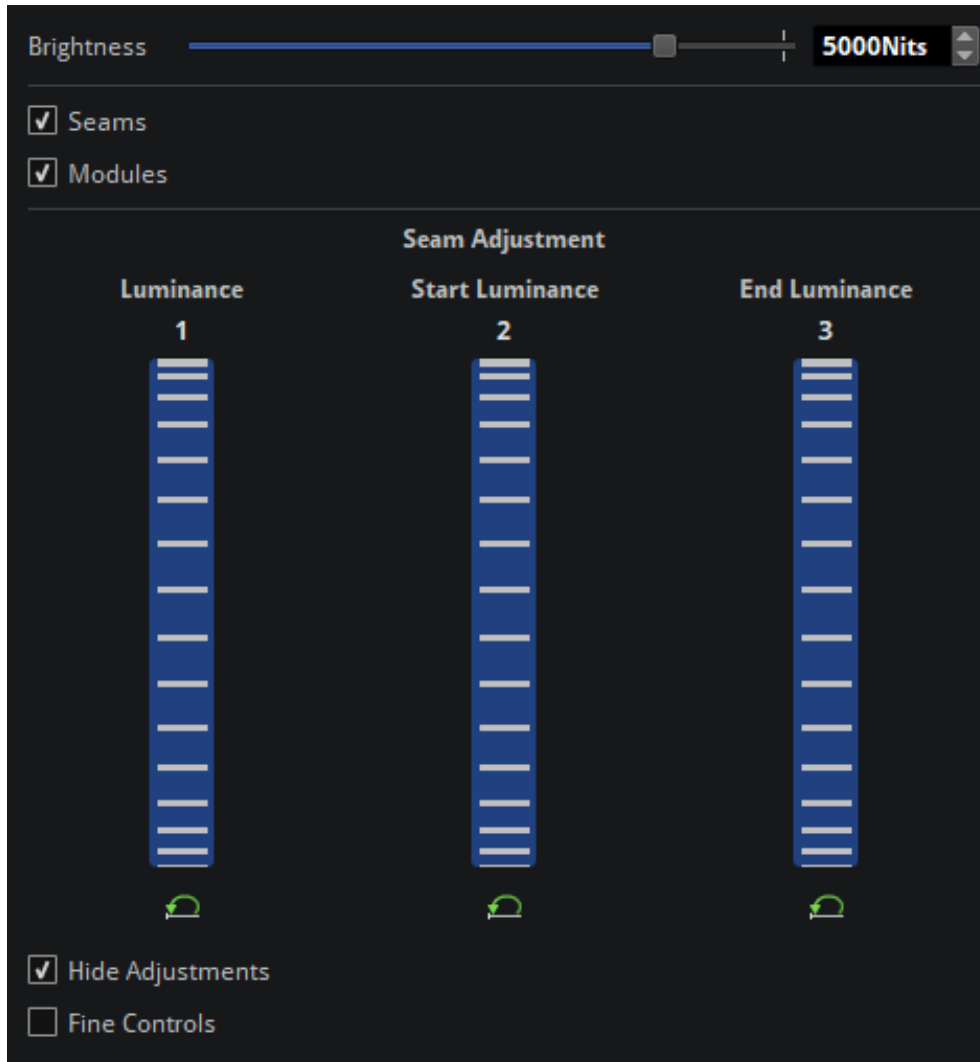 Brightness 5000Nits
Seams
Modules
Seam Adjustment
Luminance Start Luminance End Luminance
1 2 3
Hide Adjustments
Fine Controls